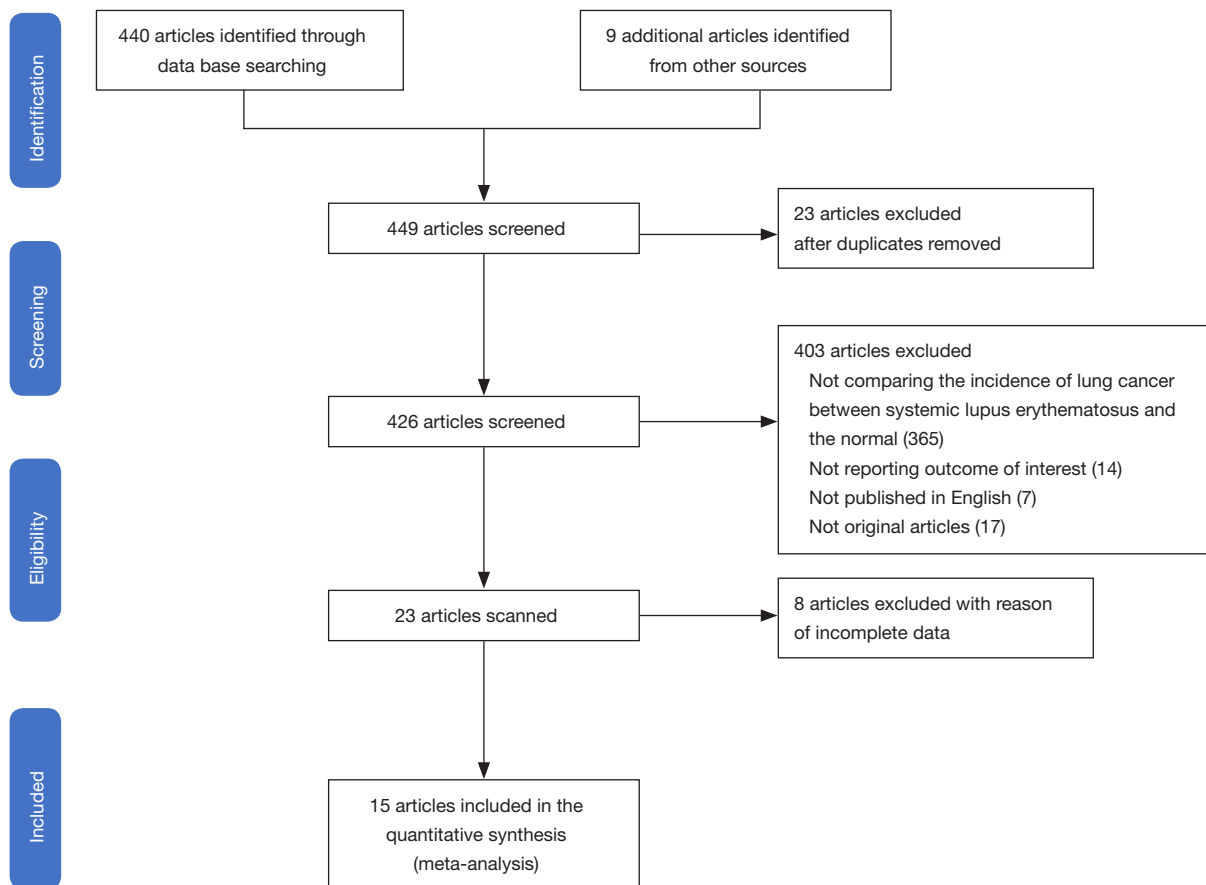 Identification
440 articles identified through
data base searching
9 additional articles identified
from other sources
449 articles screened
23 articles excluded
after duplicates removed
Screening
426 articles screened
403 articles excluded
Not comparing the incidence of lung cancer
between systemic lupus erythematosus and
the normal (365)
Not reporting outcome of interest (14)
Not published in English (7)
Not original articles (17)
Eligibility
23 articles scanned
8 articles excluded with reason
of incomplete data
Included
15 articles included in the
quantitative synthesis
(meta-analysis)